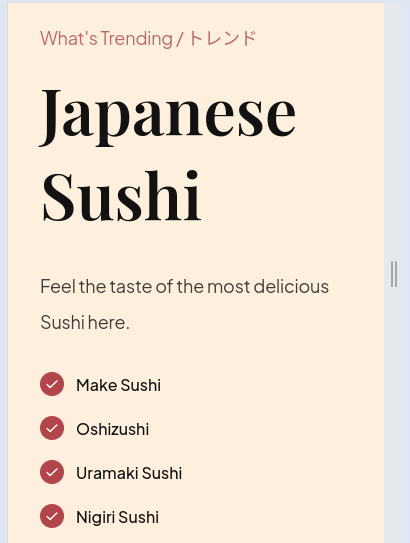 What's Trending / トレンド
Japanese
Sushi
Feel the taste of the most delicious
Sushi here.
Make Sushi
Oshizushi
Uramaki Sushi
Nigiri Sushi